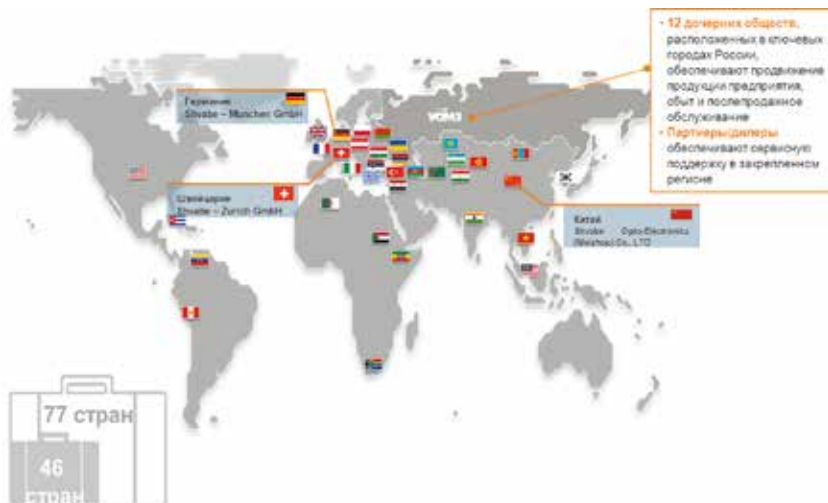 - 12 дочерних обществ,
расположенных в ключевых
городах России,
обеспечивают продвижение
продукции предприятия,
сбыт и послепродажное
обслуживание
- Партнеры/дилеры
обеспечивают сервисную
поддержку в закрепленном
регионе
УОМЗ
Германия
Shvabe – Munchen GmbH
Швейцария
Shvabe – Zurich GmbH
Китай
Shvabe Opto-Electronics
Co., LTD
77 стран
46
стран